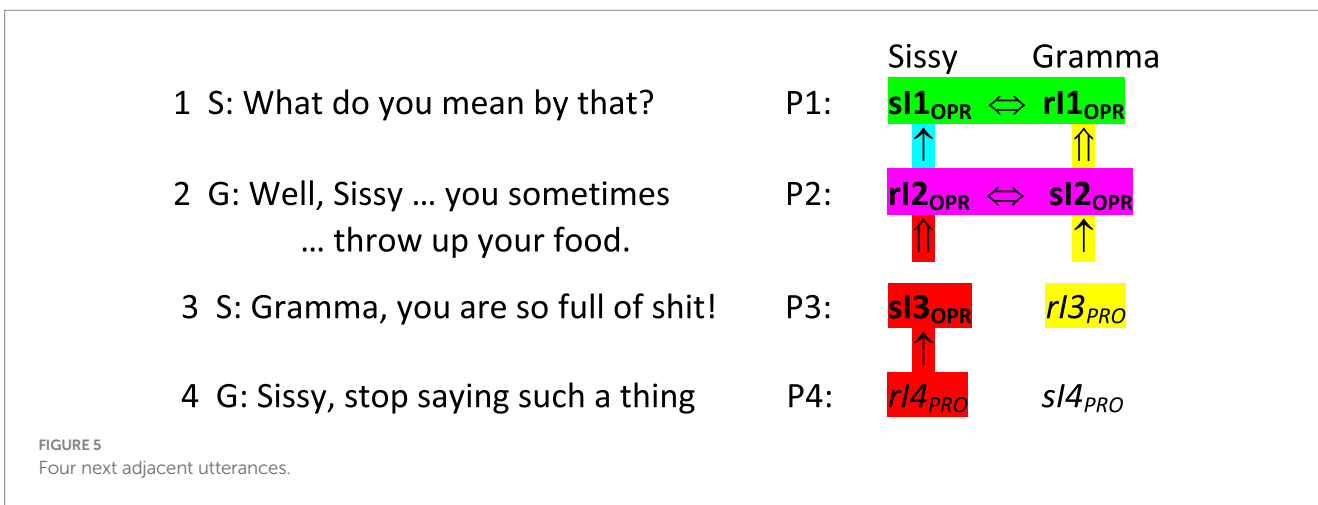 Sissy Gramma
1 S: What do you mean by that? P1: sI1OPR ⇔ rI1OPR
↑ ⇑
2 G: Well, Sissy … you sometimes P2: rI2OPR ⇔ sI2OPR
… throw up your food. ⇑ ↑
3 S: Gramma, you are so full of shit! P3: sI3OPR rI3PRO
↑
4 G: Sissy, stop saying such a thing P4: rI4PRO sI4PRO
FIGURE 5
Four next adjacent utterances.